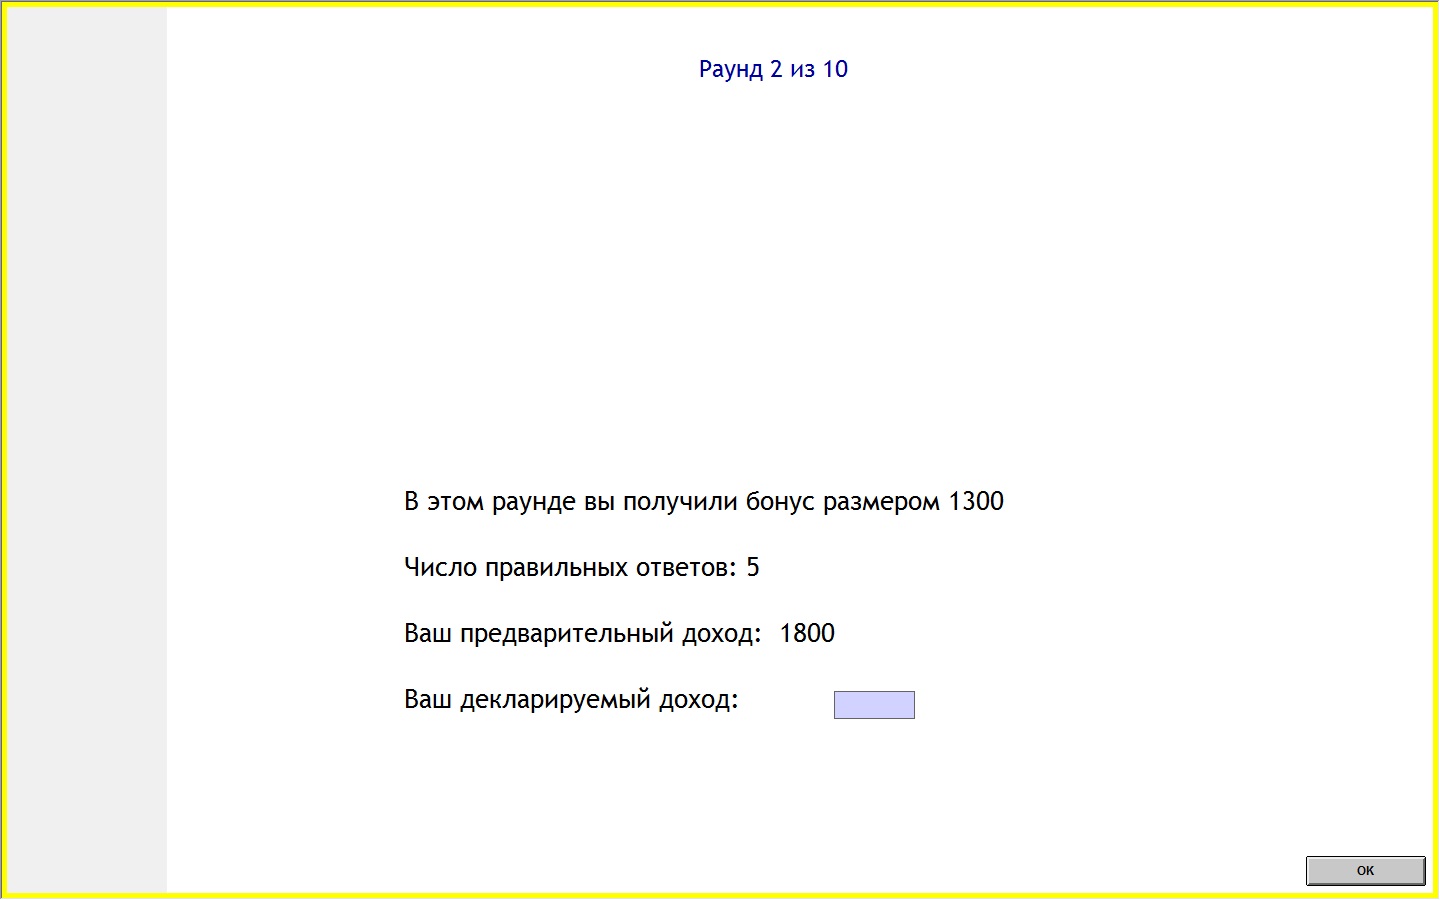 Раунд 2 из 10
В этом раунде вы получили бонус размером 1300
Число правильных ответов: 5
Ваш предварительный доход: 1800
Ваш декларируемый доход:
ОК